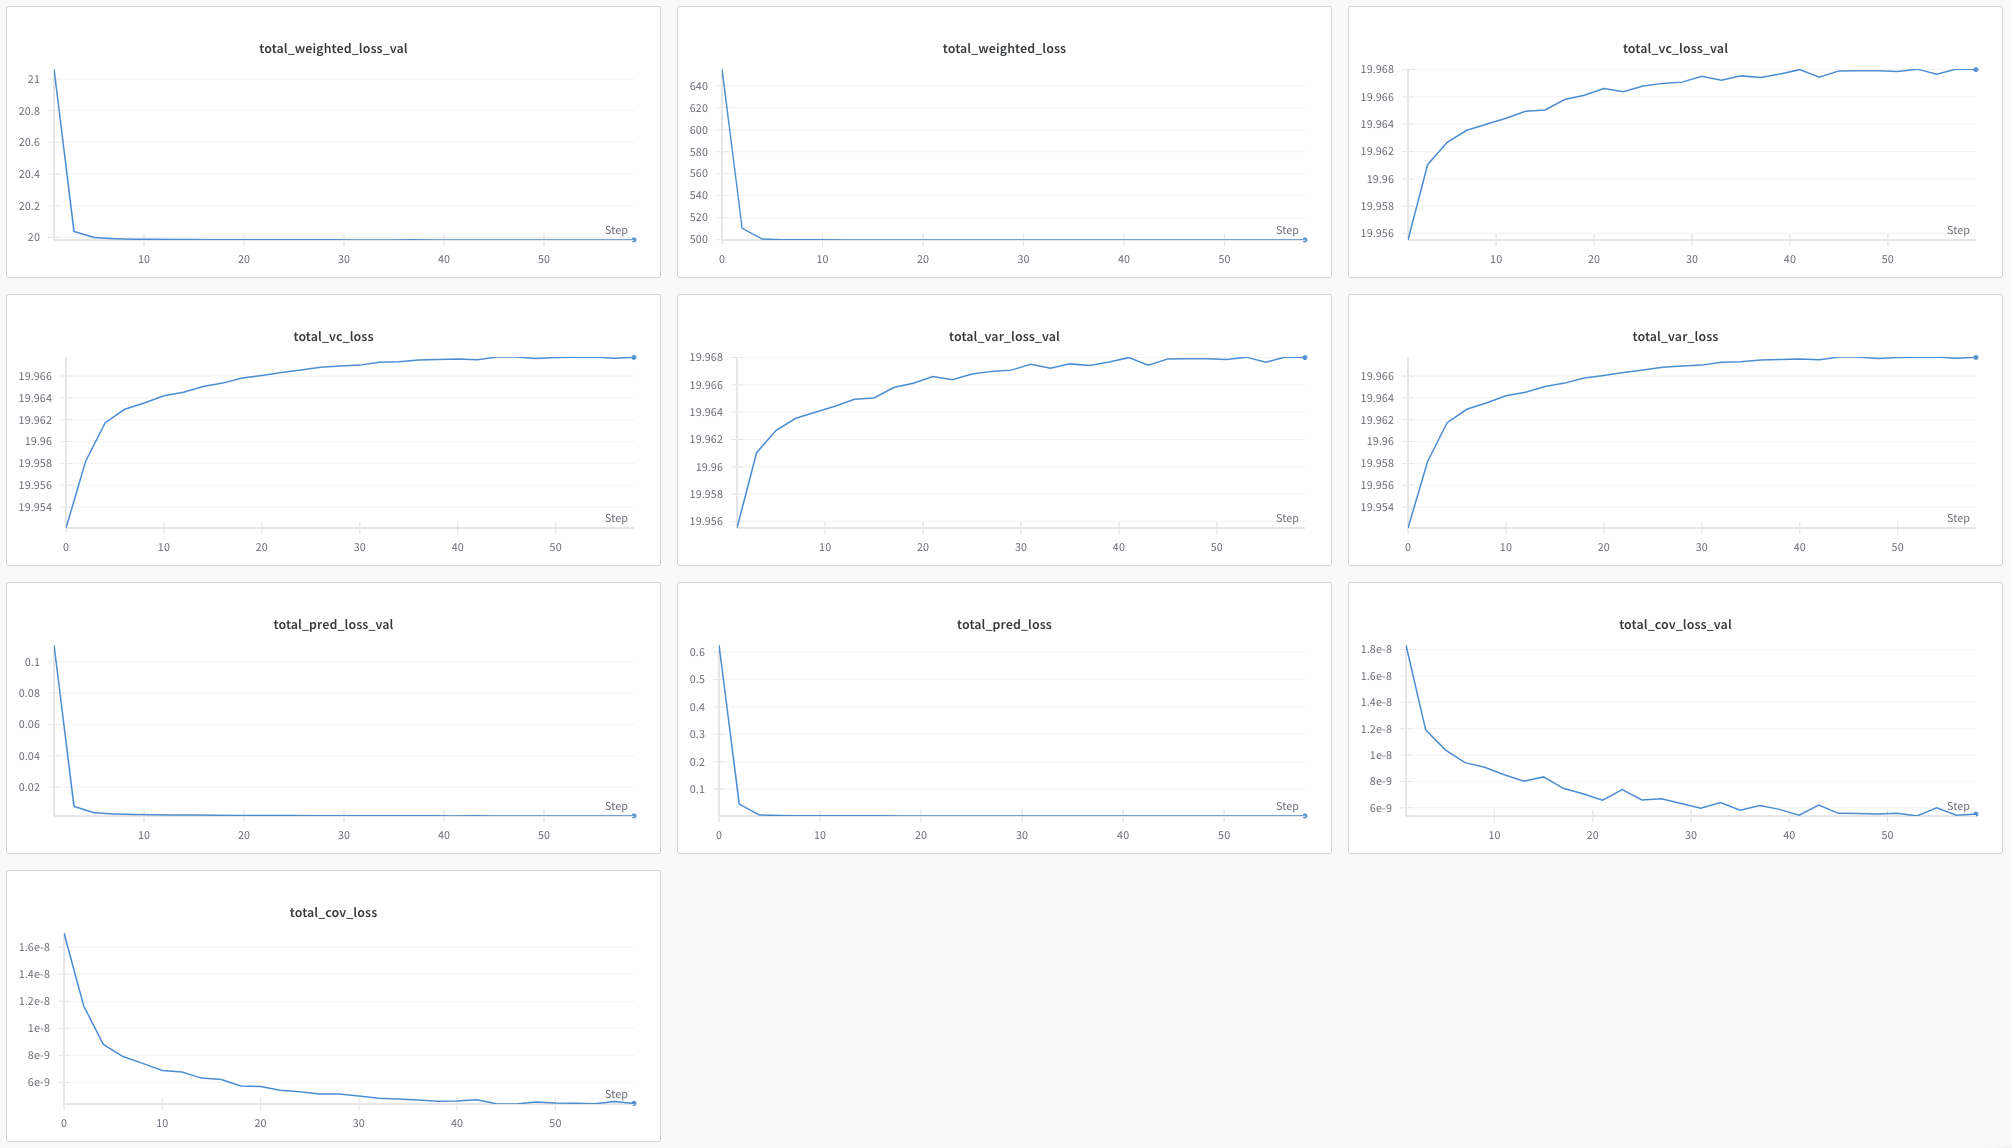 total_weighted_loss_val
21
20.8
20.6
20.4
20.2
20
Step
10 20 30 40 50
total_weighted_loss
640
620
600
580
560
540
520
500
Step
0 10 20 30 40 50
total_vc_loss_val
19.968
19.966
19.964
19.962
19.96
19.958
19.956
Step
10 20 30 40 50
total_vc_loss
19.966
19.964
19.962
19.96
19.958
19.956
19.954
Step
0 10 20 30 40 50
total_var_loss_val
19.968
19.966
19.964
19.962
19.96
19.958
19.956
Step
10 20 30 40 50
total_var_loss
19.966
19.964
19.962
19.96
19.958
19.956
19.954
Step
0 10 20 30 40 50
total_pred_loss_val
0.1
0.08
0.06
0.04
0.02
Step
10 20 30 40 50
total_pred_loss
0.6
0.5
0.4
0.3
0.2
0.1
Step
0 10 20 30 40 50
total_cov_loss_val
1.8e-8
1.6e-8
1.4e-8
1.2e-8
1e-8
8e-9
6e-9
Step
10 20 30 40 50
total_cov_loss
1.6e-8
1.4e-8
1.2e-8
1e-8
8e-9
6e-9
Step
0 10 20 30 40 50